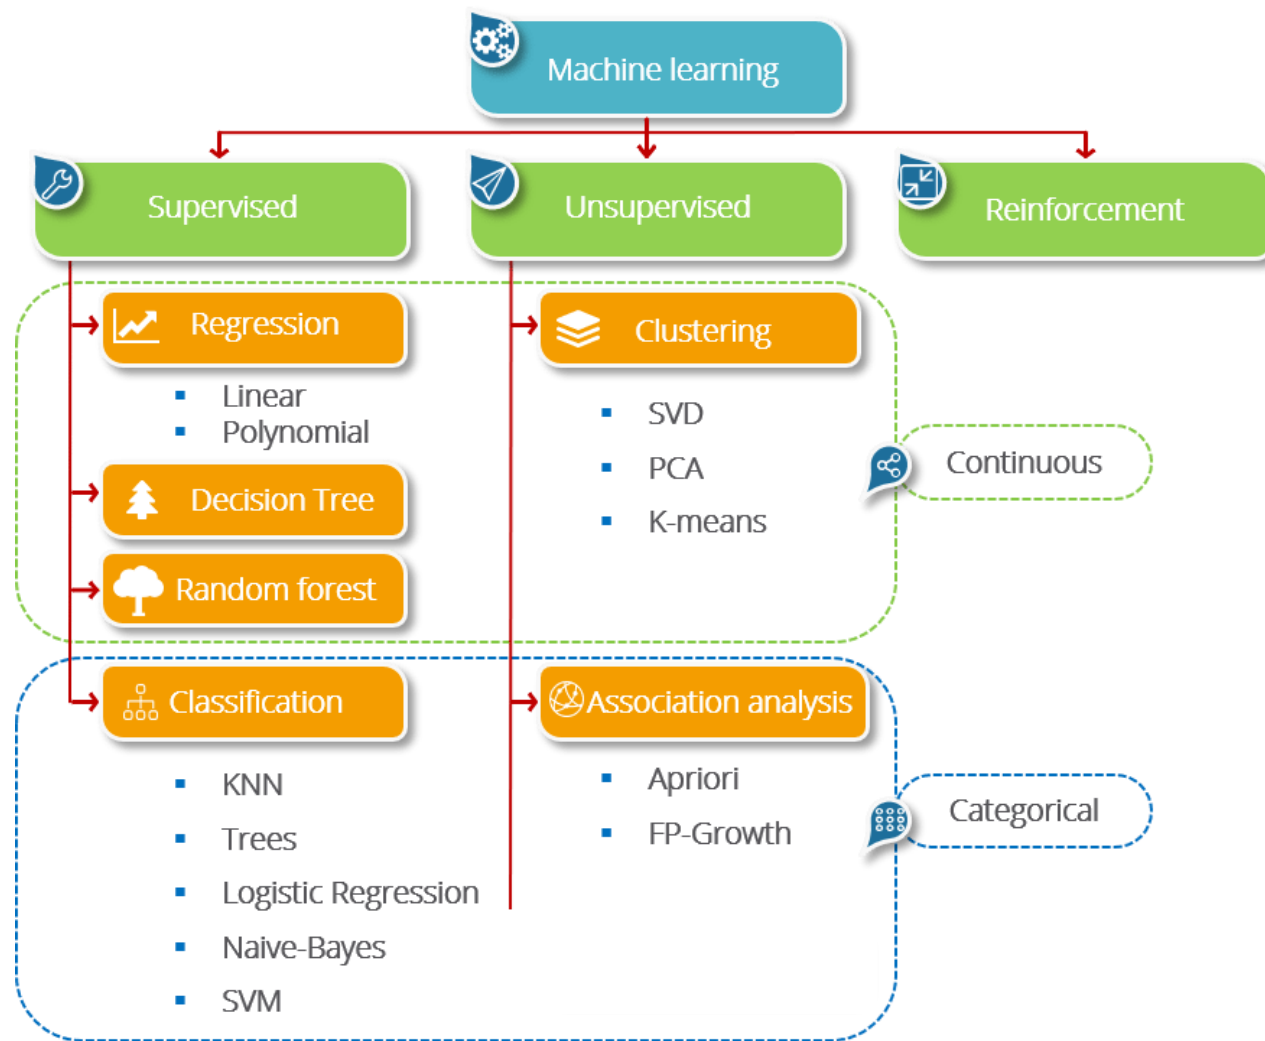 Machine learning
Supervised
Unsupervised
Reinforcement
Regression
Linear
Polynomial
Decision Tree
Random forest
Clustering
SVD
PCA
K-means
Continuous
Classification
KNN
Trees
Logistic Regression
Naive-Bayes
SVM
Association analysis
Apriori
FP-Growth
Categorical